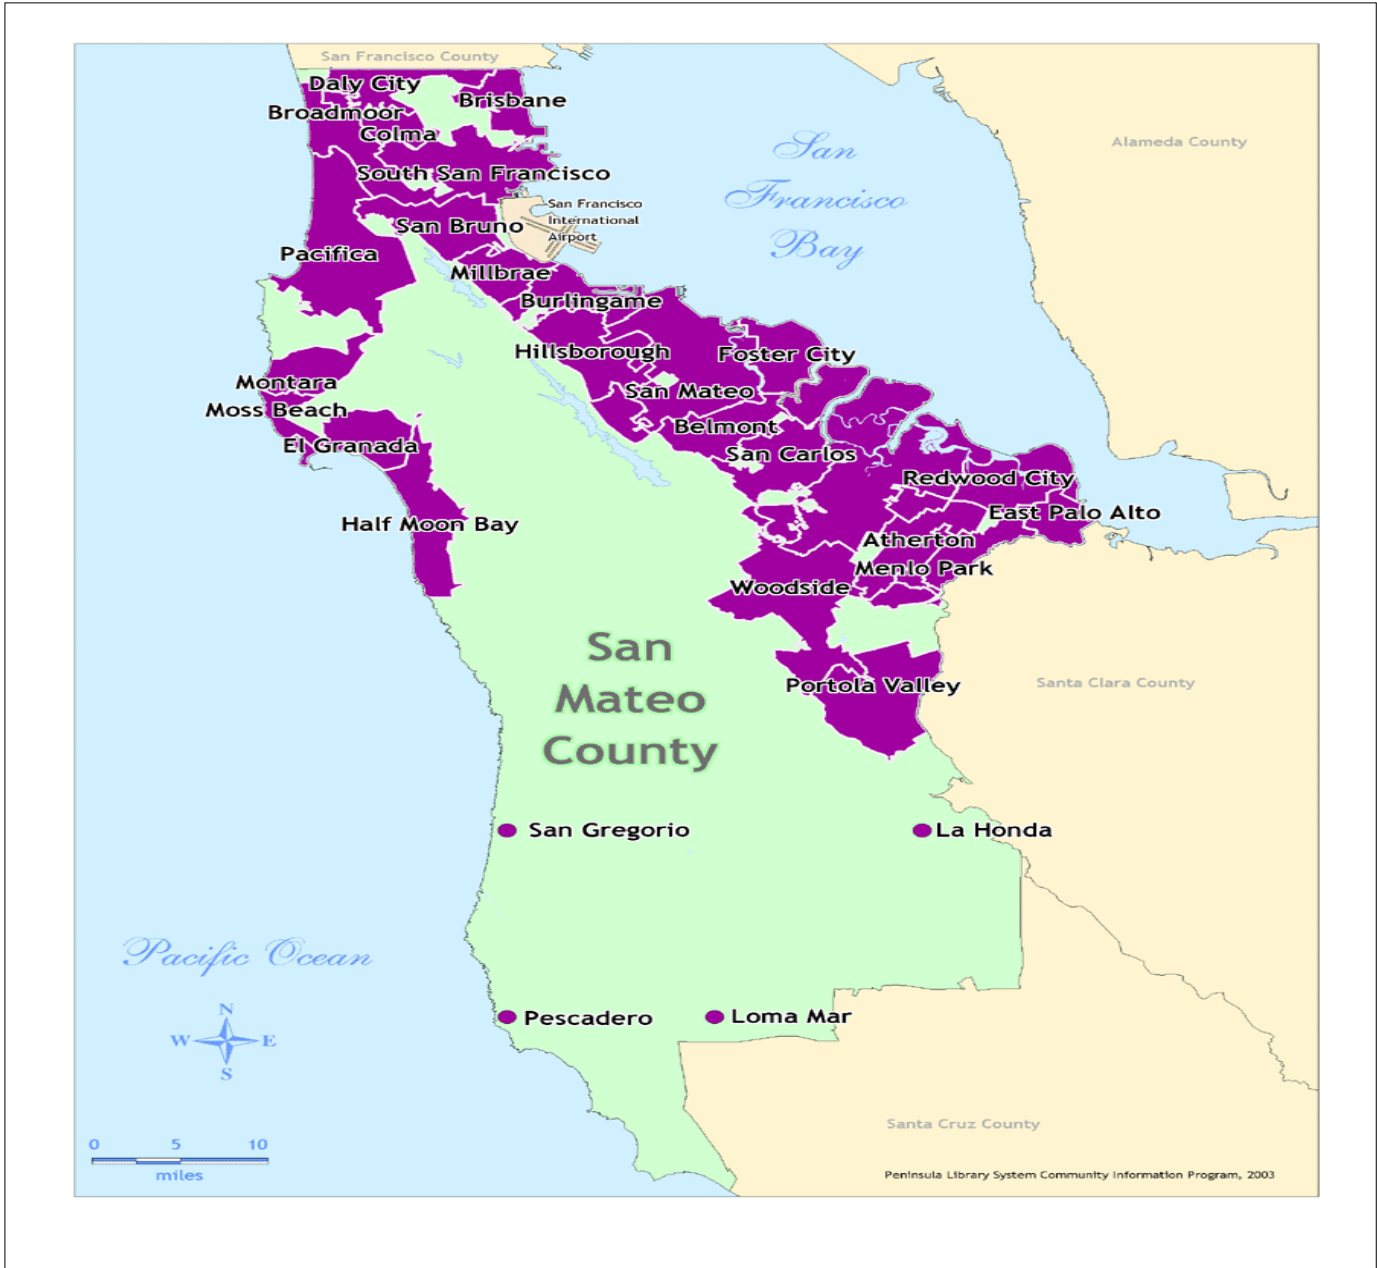 San Francisco County
Daly City
Brisbane
Broadmoor
Colma
Alameda County
San
Francisco
Bay
South San Francisco
San Francisco
International
Airport
San Bruno
Pacifica
Millbrae
Burlingame
Hillsborough
Foster City
Montara
San Mateo
Moss Beach
Belmont
El Granada
San Carlos
Redwood City
East Palo Alto
Half Moon Bay
Atherton
Menlo Park
Woodside
San
Mateo
County
Portola Valley
Santa Clara County
San Gregorio
La Honda
Pacific Ocean
N
W
E
S
Pescadero
Loma Mar
Santa Cruz County
0 5 10
miles
Peninsula Library System Community Information Program, 2003